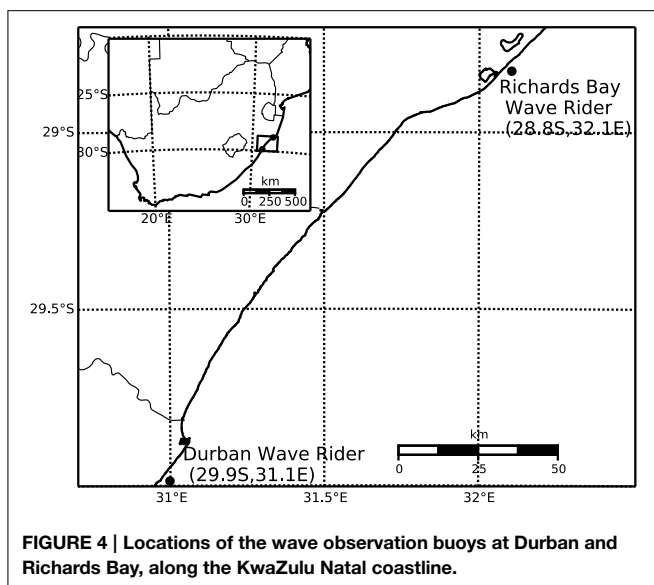 25°S
30°S
km
0 250 500
20°E
30°E
Richards Bay
Wave Rider
(28.8S,32.1E)
29°S
29.5°S
Durban Wave Rider
(29.9S,31.1E)
km
0 25 50
31°E
31.5°E
32°E
FIGURE 4 | Locations of the wave observation buoys at Durban and
Richards Bay, along the KwaZulu Natal coastline.